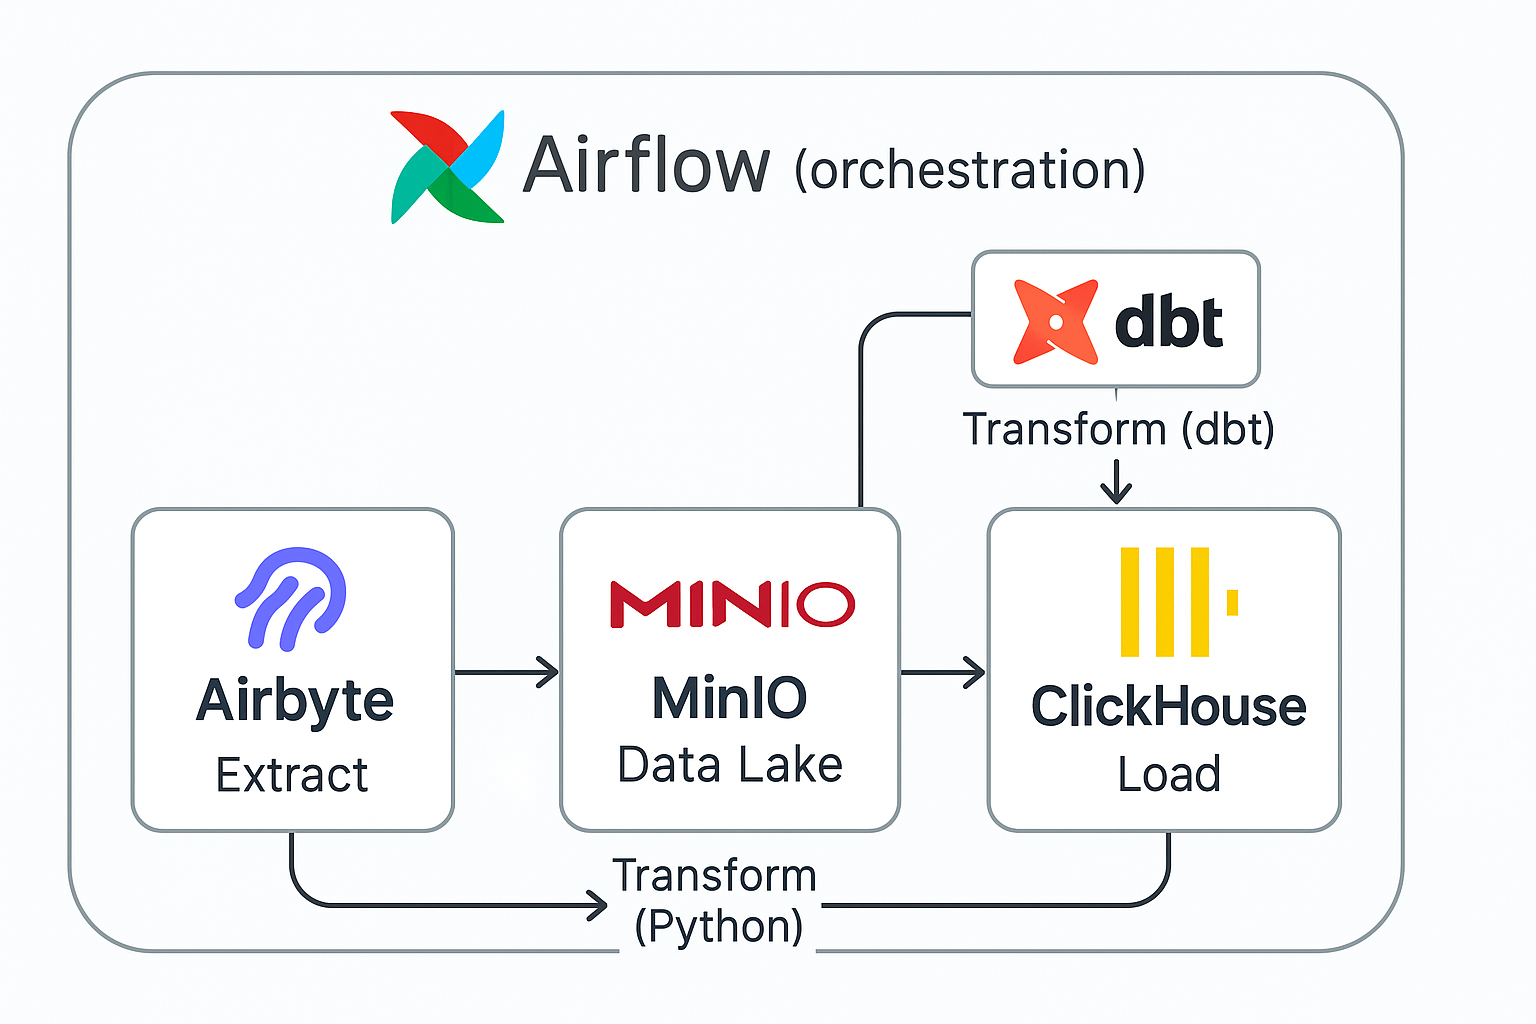 Airflow (orchestration)
dbt
Transform (dbt)
Airbyte
Extract
MINIO
MinIO
Data Lake
ClickHouse
Load
Transform
(Python)